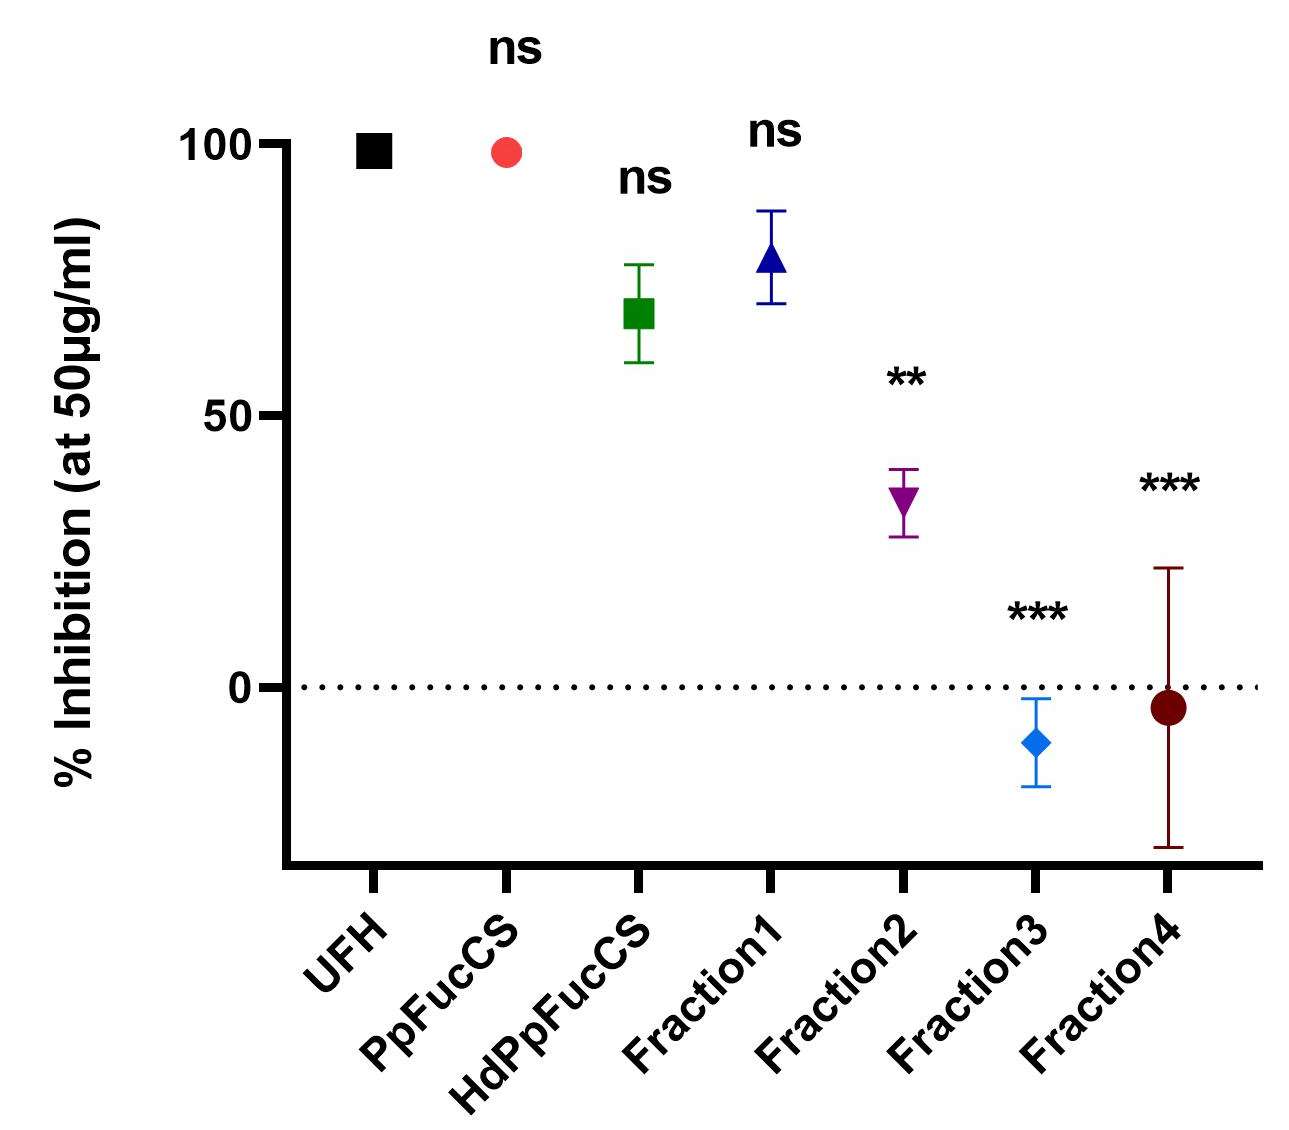 ns
100
ns
ns
50
**
***
***
0
% Inhibition (at 50µg/ml)
UFH
PpFucCS
HdPpFucCS
Fraction1
Fraction2
Fraction3
Fraction4